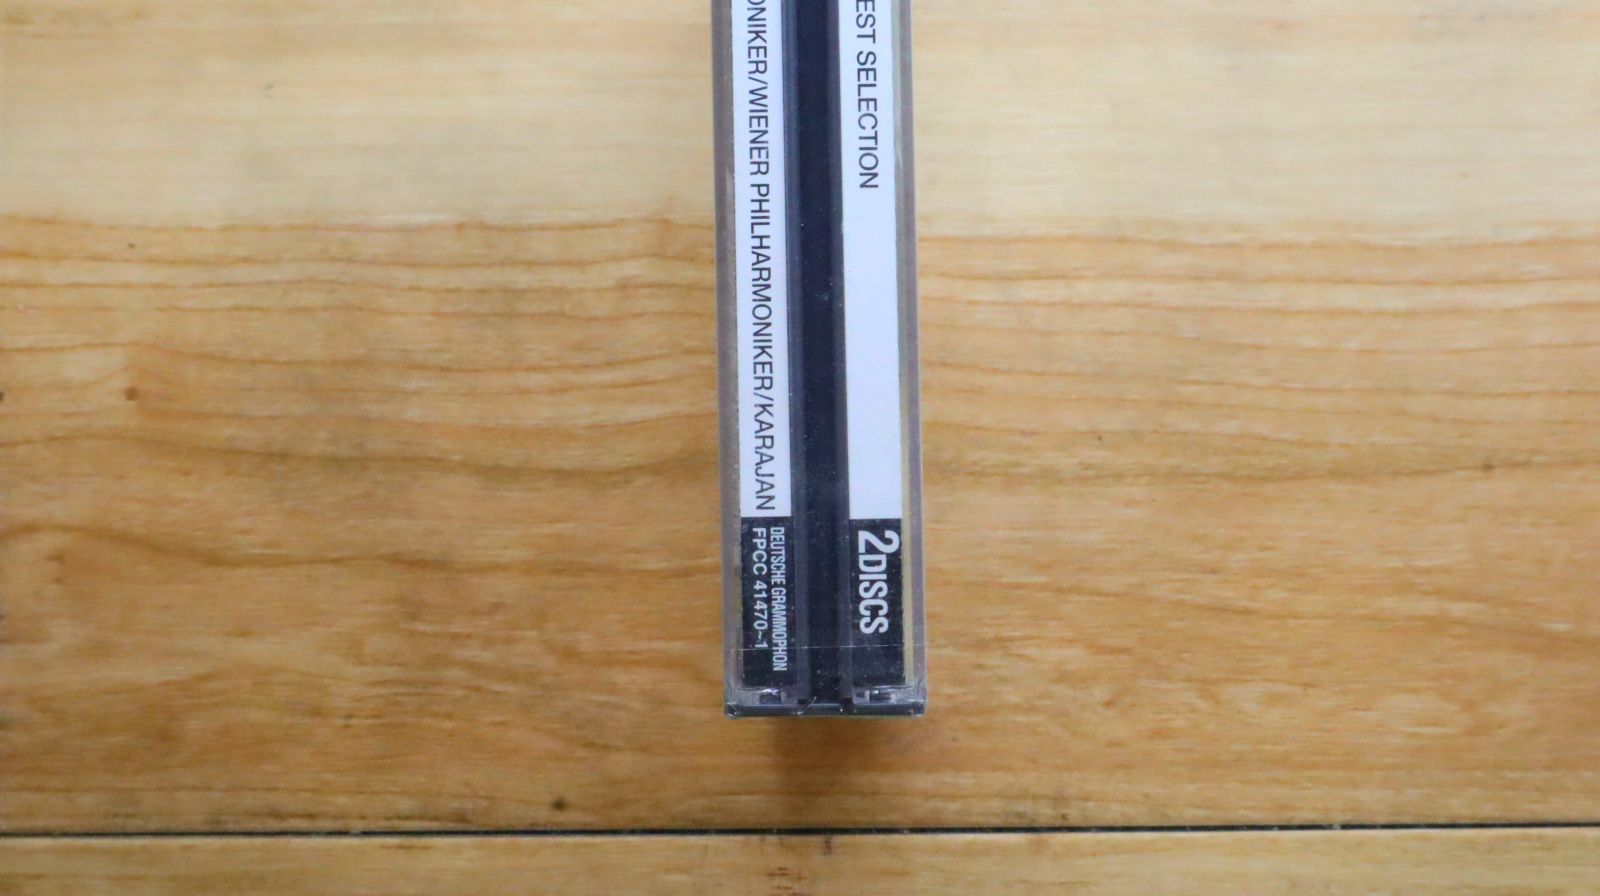 EST SELECTION
2DISCS
ONIKER/WIENER PHILHARMONIKER/KARAJAN
DEUTSCHE GRAMMOPHON
FPCC 41470~1